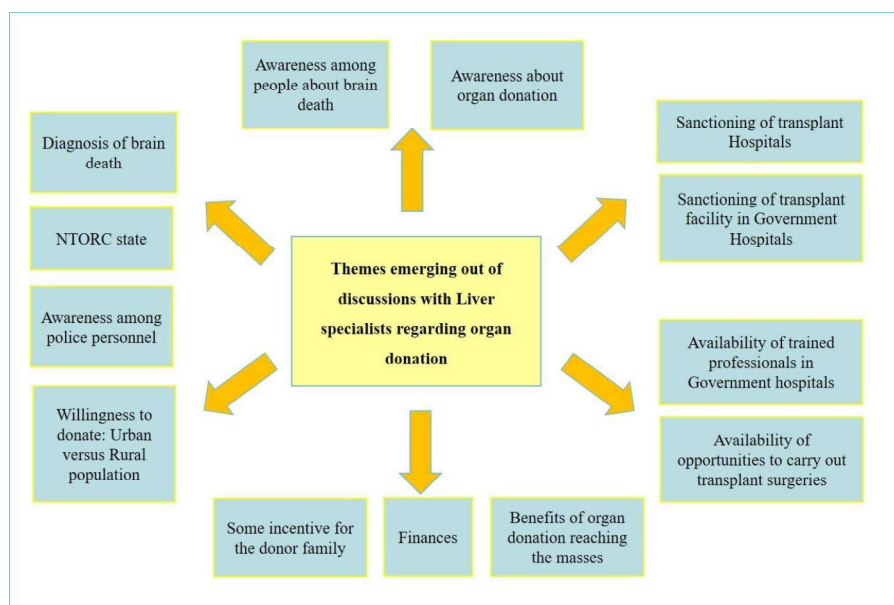 Awareness among
people about brain
death
Awareness about
organ donation
Diagnosis of brain
death
NTORC state
Awareness among
police personnel
Willingness to
donate: Urban
versus Rural
population
Themes emerging out of
discussions with Liver
specialists regarding organ
donation
Sanctioning of transplant
Hospitals
Sanctioning of transplant
facility in Government
Hospitals
Availability of trained
professionals in
Government hospitals
Availability of
opportunities to carry out
transplant surgeries
Some incentive for
the donor family
Finances
Benefits of organ
donation reaching
the masses